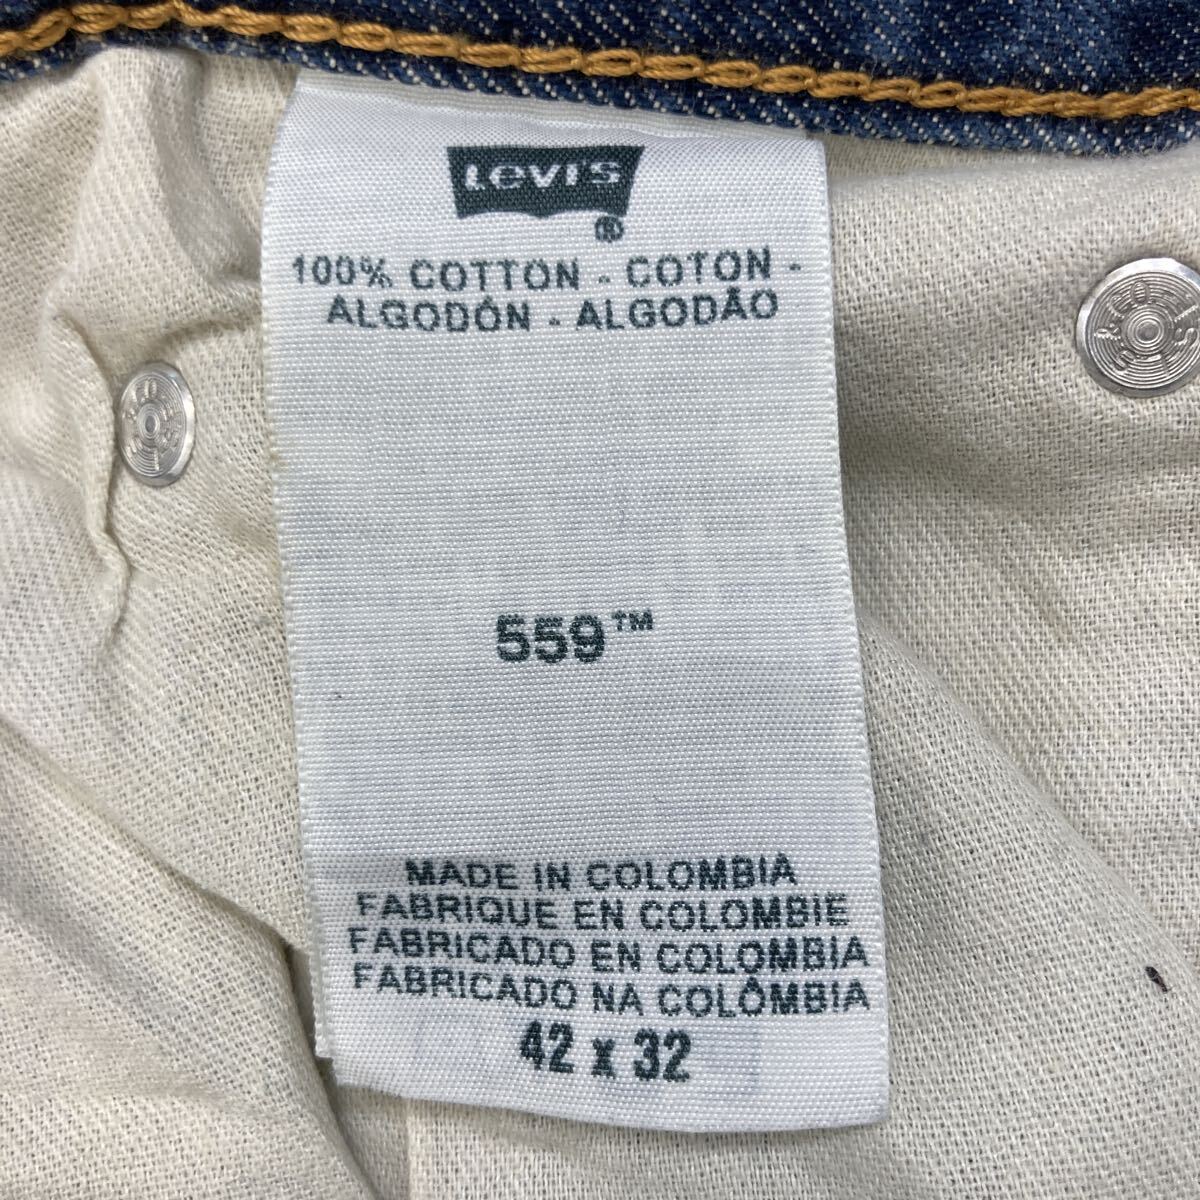 Levi's
®
100% COTTON - COTON -
ALGODÓN - ALGODÃO
559™
MADE IN COLOMBIA
FABRIQUE EN COLOMBIE
FABRICADO EN COLOMBIA
FABRICADO NA COLÔMBIA
42 x 32